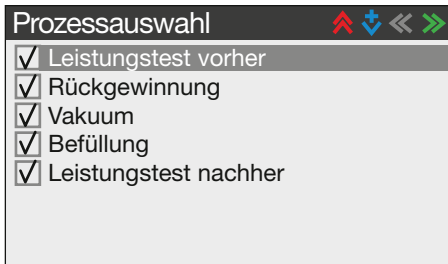 Prozessauswahl
Leistungstest vorher
Rückgewinnung
Vakuum
Befüllung
Leistungstest nachher